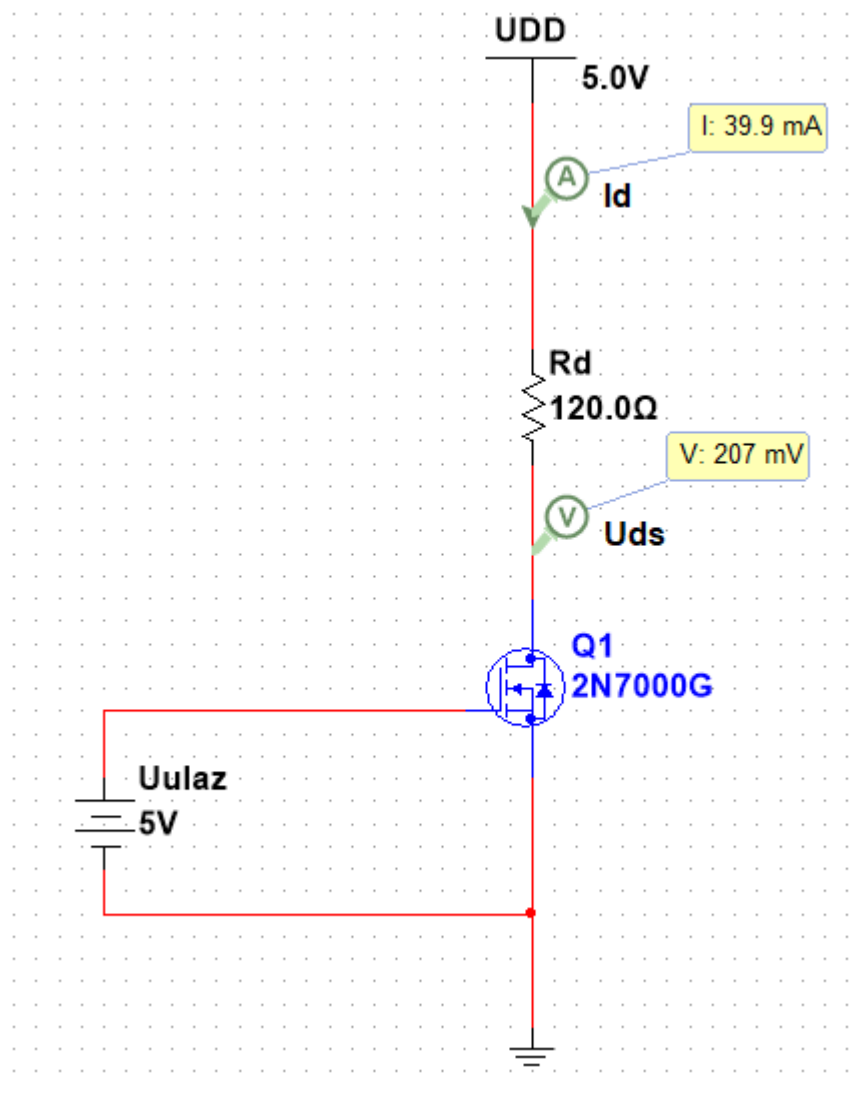 UDD
5.0V
I: 39.9 mA
A
Id
Rd
120.0Ω
V: 207 mV
V
Uds
Q1
2N7000G
Uulaz
5V